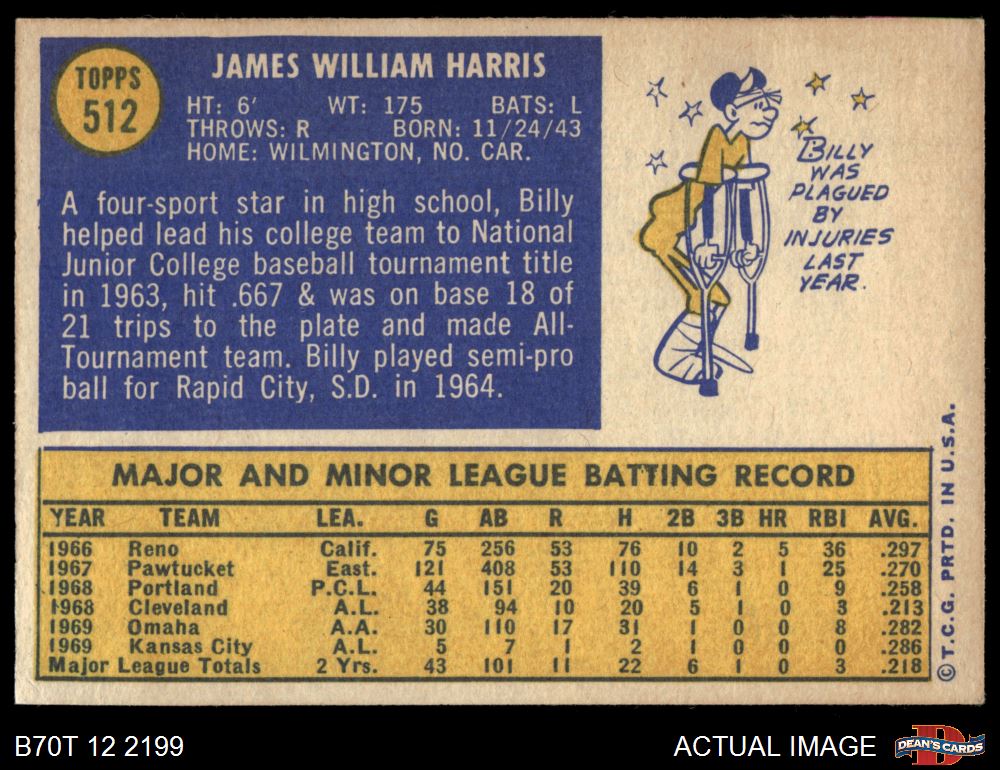 TOPPS
512
JAMES WILLIAM HARRIS
HT: 6' WT: 175 BATS: L
THROWS: R BORN: 11/24/43
HOME: WILMINGTON, NO. CAR.
A four-sport star in high school, Billy
helped lead his college team to National
Junior College baseball tournament title
in 1963, hit .667 & was on base 18 of
21 trips to the plate and made All-
Tournament team. Billy played semi-pro
ball for Rapid City, S.D. in 1964.
BILLY
WAS
PLAGUED
BY
INJURIES
LAST
YEAR.
MAJOR AND MINOR LEAGUE BATTING RECORD
YEAR TEAM LEA. G AB R H 2B 3B HR RBI AVG.
1966 Reno Calif. 75 256 53 76 10 2 5 36 .297
1967 Pawtucket East. 121 408 53 110 14 3 1 25 .270
1968 Portland P.C.L. 44 151 20 39 6 1 0 9 .258
1968 Cleveland A.L. 38 94 10 20 5 1 0 3 .213
1969 Omaha A.A. 30 110 17 31 1 0 0 8 .282
1969 Kansas City A.L. 5 7 1 2 1 0 0 0 .286
Major League Totals 2 Yrs. 43 101 11 22 6 1 0 3 .218
© T.C.G. PRTD. IN U.S.A.
B70T 12 2199
ACTUAL IMAGE
DEAN'S CARDS